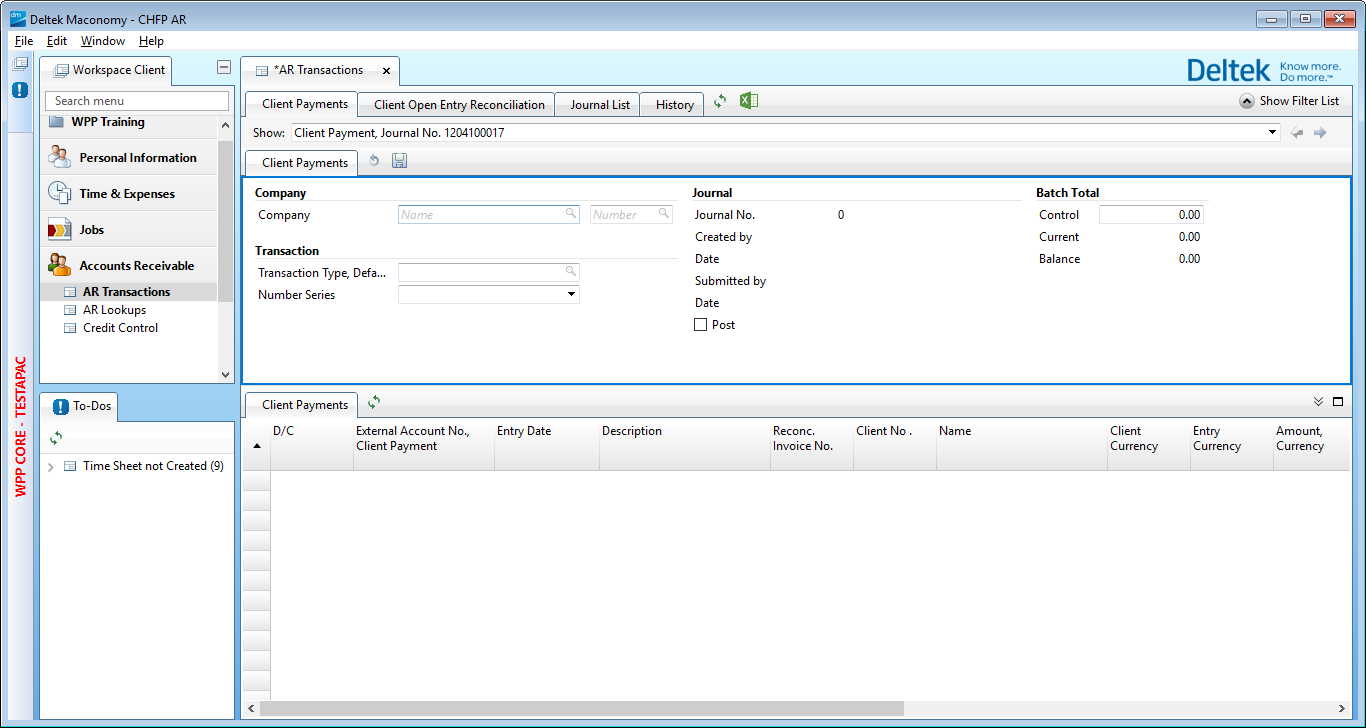 Deltek Maconomy - CHFP AR
File Edit Window Help
Workspace Client
Search menu
WPP Training
Personal Information
Time & Expenses
Jobs
Accounts Receivable
AR Transactions
AR Lookups
Credit Control
WPP CORE - TESTAPAC
To-Dos
Time Sheet not Created (9)
*AR Transactions
Deltek Know more.
Do more.™
Client Payments Client Open Entry Reconciliation Journal List History
Show Filter List
Show: Client Payment, Journal No. 1204100017
Client Payments
Company
Company Name Number
Transaction
Transaction Type, Defa...
Number Series
Journal
Journal No. 0
Created by
Date
Submitted by
Date
Post
Batch Total
Control 0.00
Current 0.00
Balance 0.00
Client Payments
D/C
External Account No.,
Client Payment
Entry Date
Description
Reconc.
Invoice No.
Client No .
Name
Client
Currency
Entry
Currency
Amount,
Currency